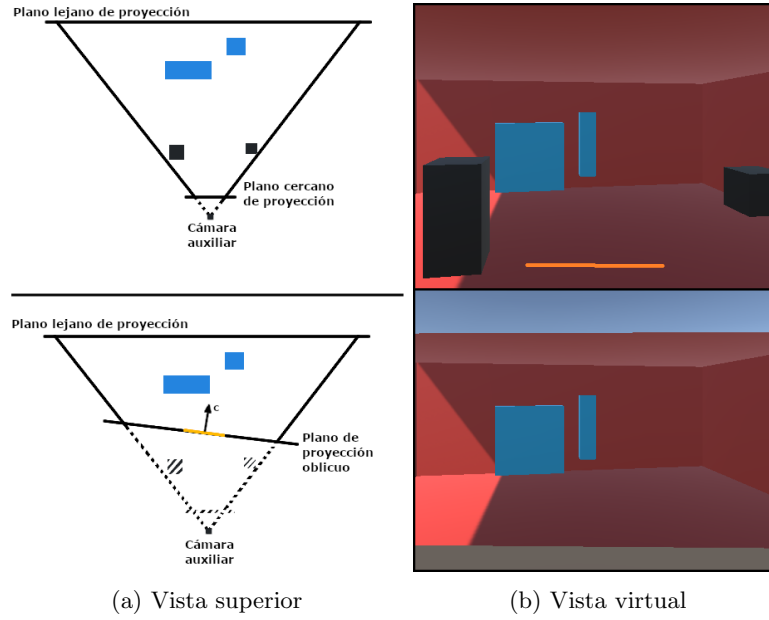 Plano lejano de proyección
Plano cercano
de proyección
Cámara
auxiliar
Plano lejano de proyección
c
Plano de
proyección
oblicuo
Cámara
auxiliar
(a) Vista superior
(b) Vista virtual